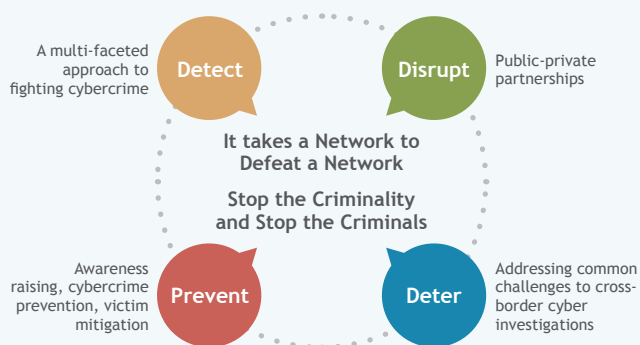 A multi-faceted
approach to
fighting cybercrime
Detect
Disrupt
Public-private
partnerships
It takes a Network to
Defeat a Network
Stop the Criminality
and Stop the Criminals
Awareness
raising, cybercrime
prevention, victim
mitigation
Prevent
Deter
Addressing common
challenges to cross-
border cyber
investigations